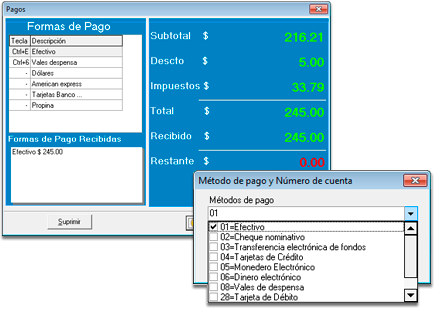 Pagos
Formas de Pago
Tecla Descripción
Ctrl+E Efectivo
Ctrl+6 Vales despensa
- Dólares
- American express
- Tarjetas Banco ...
- Propina
Formas de Pago Recibidas
Efectivo $ 245.00
Suprimir
Subtotal $ 216.21
Descto $ 5.00
Impuestos $ 33.79
Total $ 245.00
Recibido $ 245.00
Restante $ 0.00
Método de pago y Número de cuenta
Métodos de pago
01
01=Efectivo
02=Cheque nominativo
03=Transferencia electrónica de fondos
04=Tarjetas de Crédito
05=Monedero Electrónico
06=Dinero electrónico
08=Vales de despensa
28=Tarjeta de Débito